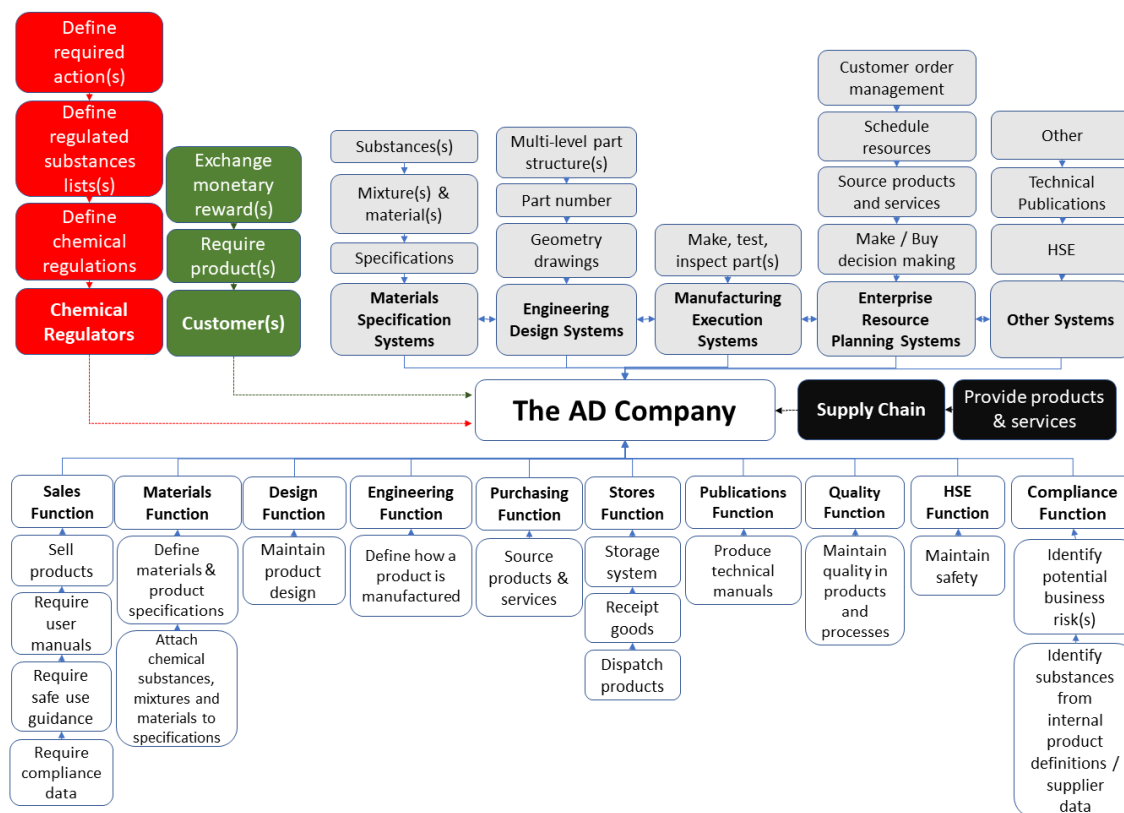 Define
required
action(s)
Define
regulated
substances
lists(s)
Define
chemical
regulations
Chemical
Regulators
Exchange
monetary
reward(s)
Require
product(s)
Customer(s)
Substances(s)
Mixture(s) &
material(s)
Specifications
Materials
Specification
Systems
Multi-level part
structure(s)
Part number
Geometry
drawings
Engineering
Design Systems
Make, test,
inspect part(s)
Manufacturing
Execution
Systems
Customer order
management
Schedule
resources
Source products
and services
Make / Buy
decision making
Enterprise
Resource
Planning Systems
Other
Technical
Publications
HSE
Other Systems
The AD Company
Supply Chain
Provide products
& services
Sales
Function
Sell
products
Require
user
manuals
Require
safe use
guidance
Require
compliance
data
Materials
Function
Define
materials &
product
specifications
Attach
chemical
substances,
mixtures and
materials to
specifications
Design
Function
Maintain
product
design
Engineering
Function
Define how a
product is
manufactured
Purchasing
Function
Source
products &
services
Stores
Function
Storage
system
Receipt
goods
Dispatch
products
Publications
Function
Produce
technical
manuals
Quality
Function
Maintain
quality in
products
and
processes
HSE
Function
Maintain
safety
Compliance
Function
Identify
potential
business
risk(s)
Identify
substances
from
internal
product
definitions /
supplier
data